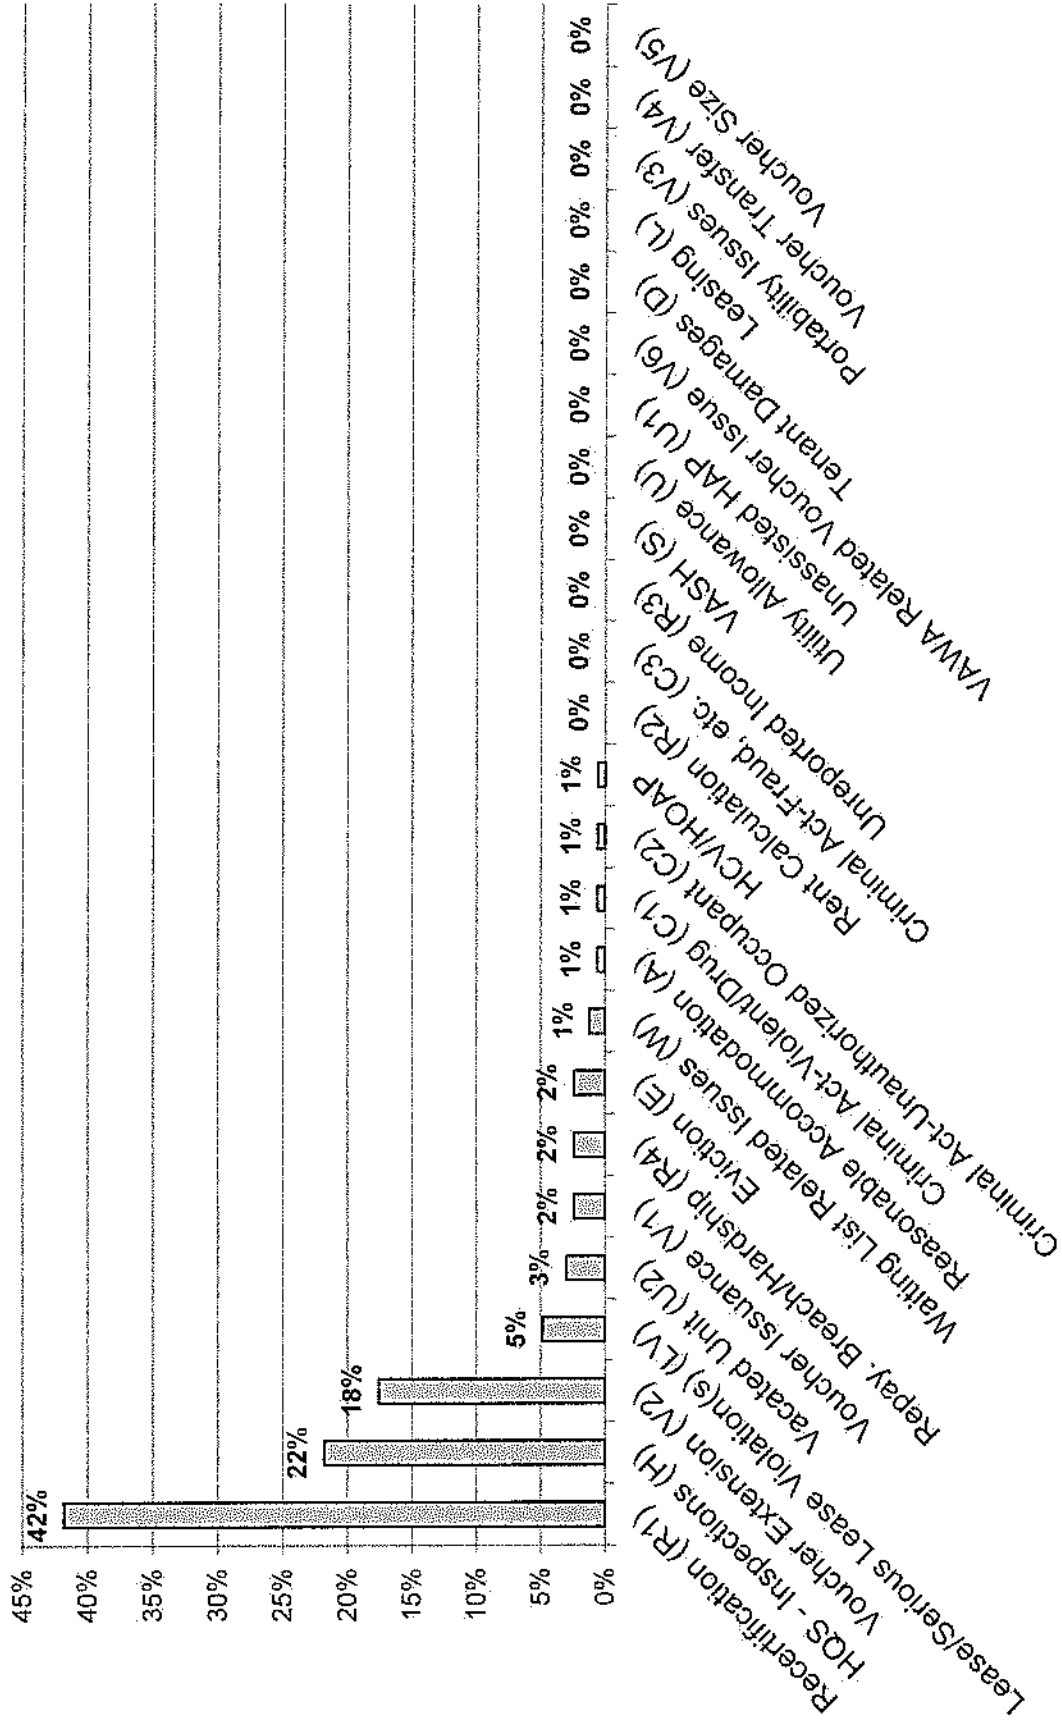 45%
40%
35%
30%
25%
20%
15%
10%
5%
0%
42%
22%
18%
5%
3%
2%
2%
2%
1%
1%
1%
1%
1%
0%
0%
0%
0%
0%
0%
0%
0%
0%
0%
0%
0%
Recertification (R1)
HQS - Inspections (H)
Voucher Extension (V2)
Lease/Serious Lease Violation(s) (LV)
Vacated Unit (U2)
Voucher Issuance (V1)
Repay. Breach/Hardship (R4)
Eviction (E)
Waiting List Related Issues (W)
Reasonable Accommodation (A)
Criminal Act-Violent/Drug (C1)
Criminal Act-Unauthorized Occupant (C2)
HCV/HOAP
Rent Calculation (R2)
Criminal Act-Fraud, etc. (C3)
Unreported Income (R3)
VASH (S)
Utility Allowance (U)
Unassisted HAP (U1)
VAWA Related Voucher Issue (V6)
Tenant Damages (D)
Leasing (L)
Portability Issues (V3)
Voucher Transfer (V4)
Voucher Size (V5)